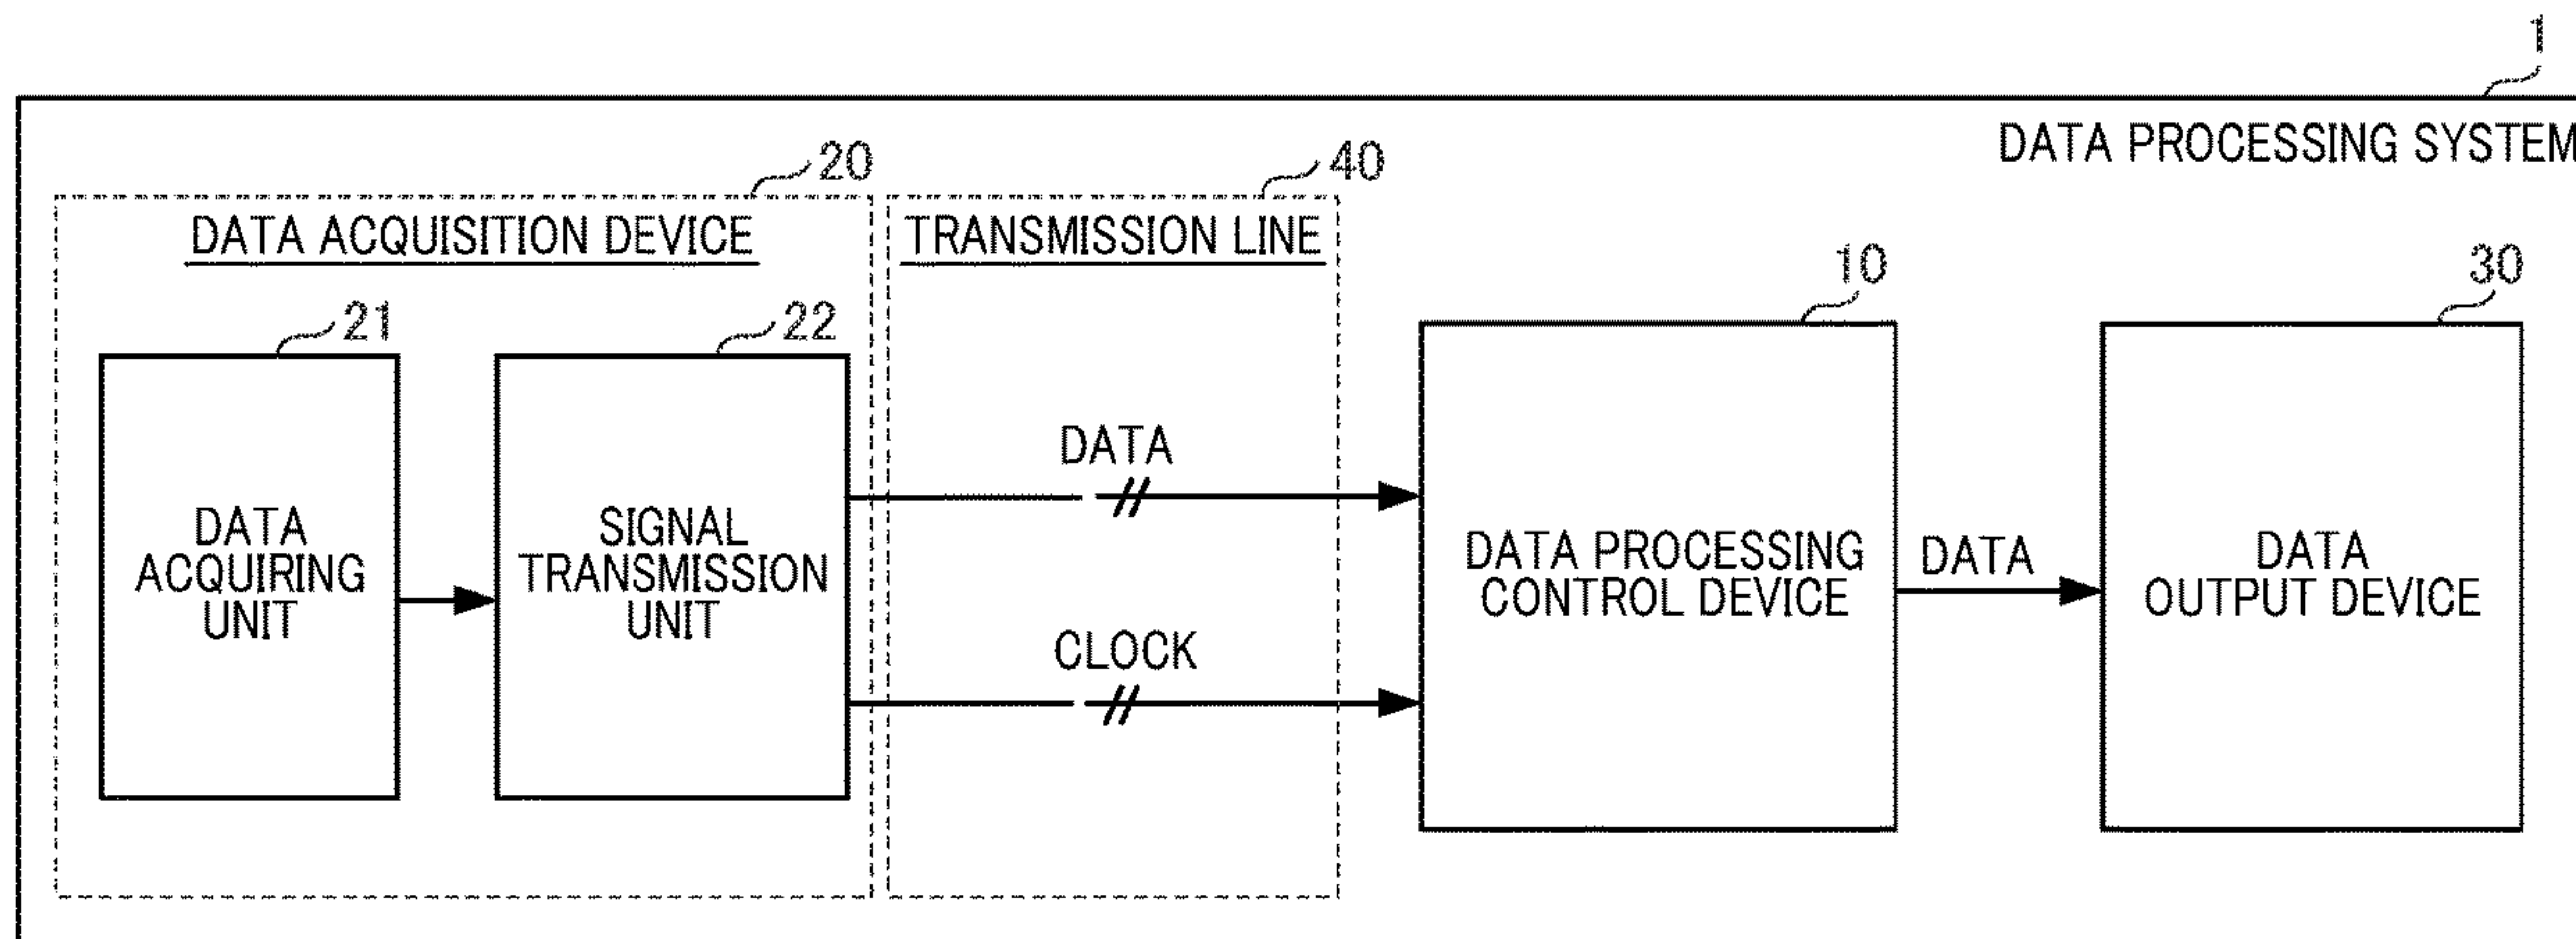 1
DATA PROCESSING SYSTEM
20
40
DATA ACQUISITION DEVICE
TRANSMISSION LINE
10
30
21
22
DATA
ACQUIRING
UNIT
SIGNAL
TRANSMISSION
UNIT
DATA
CLOCK
DATA PROCESSING
CONTROL DEVICE
DATA
DATA
OUTPUT DEVICE